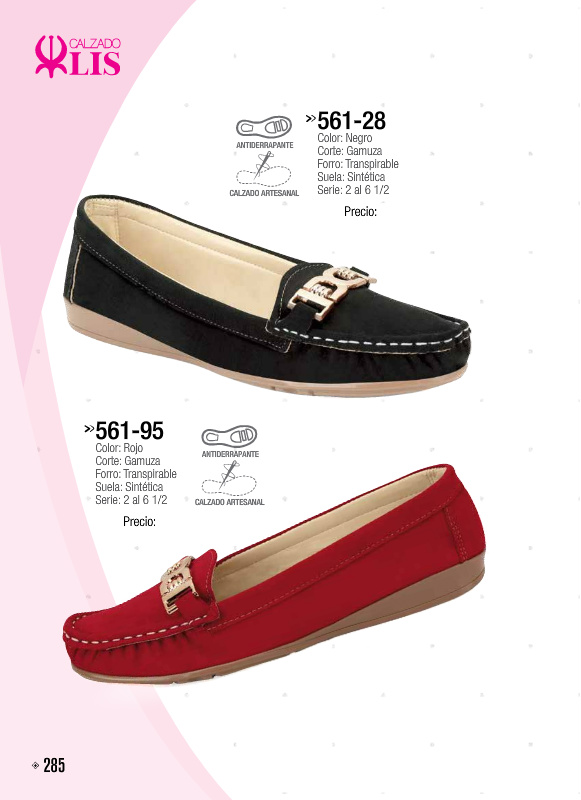 CALZADO
LIS
561-28
Color: Negro
Corte: Gamuza
Forro: Transpirable
Suela: Sintética
Serie: 2 al 6 1/2
Precio:
ANTIDERRAPANTE
CALZADO ARTESANAL
561-95
Color: Rojo
Corte: Gamuza
Forro: Transpirable
Suela: Sintética
Serie: 2 al 6 1/2
Precio:
ANTIDERRAPANTE
CALZADO ARTESANAL
285